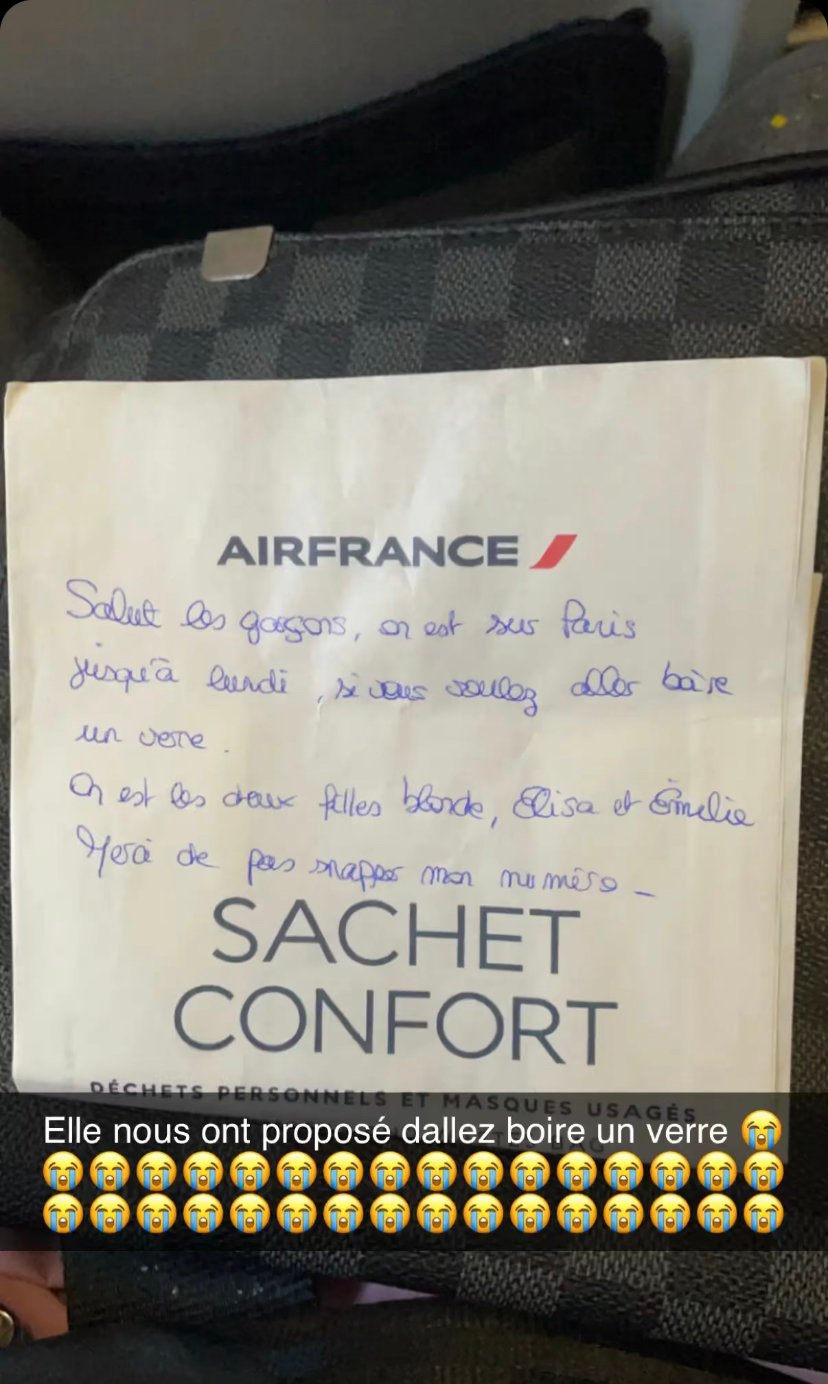 AIRFRANCE
Salut les garçons, on est sur Paris
jusqu'à lundi, si vous voulez aller boire
un verre.
On est les deux filles blonde, Elisa et Émelie
Merci de pas snapper mon numéro_
SACHET
CONFORT
DÉCHETS PERSONNELS ET MASQUES USAGÉS
Elle nous ont proposé dallez boire un verre 😭
😭😭😭😭😭😭😭😭😭😭😭😭😭😭😭😭
😭😭😭😭😭😭😭😭😭😭😭😭😭😭😭😭